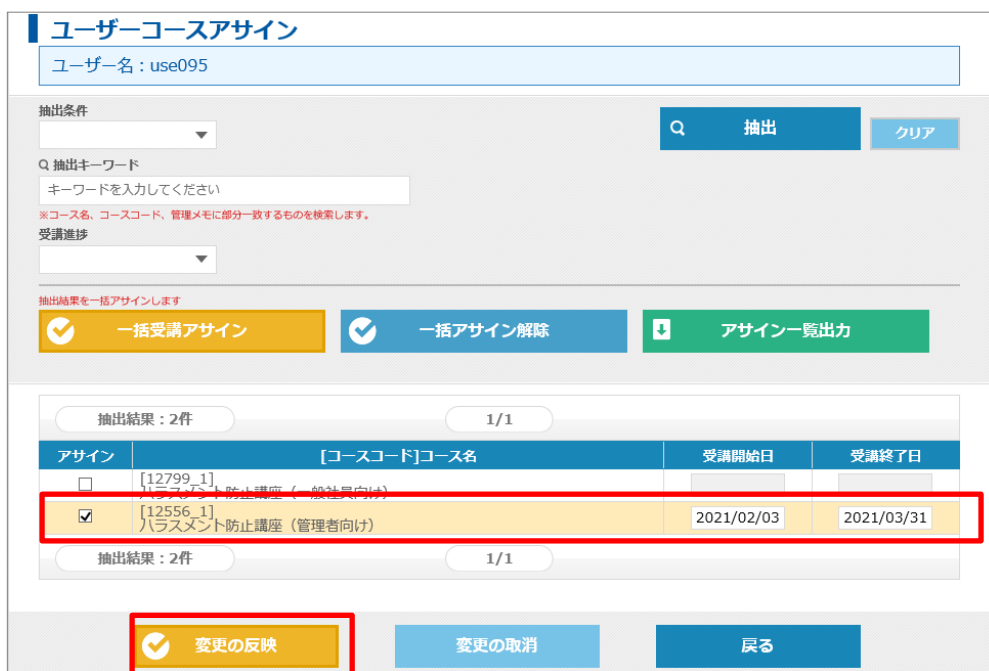 ユーザーコースアサイン
ユーザー名：use095
抽出条件
抽出
クリア
抽出キーワード
キーワードを入力してください
※コース名、コースコード、管理メモに部分一致するものを検索します。
受講進捗
抽出結果を一括アサインします
一括受講アサイン
一括アサイン解除
アサイン一覧出力
抽出結果：2件
1/1
アサイン
[コースコード]コース名
受講開始日
受講終了日
[12799_1]
ハラスメント防止講座（一般社員向け）
[12556_1]
ハラスメント防止講座（管理者向け）
2021/02/03
2021/03/31
抽出結果：2件
1/1
変更の反映
変更の取消
戻る